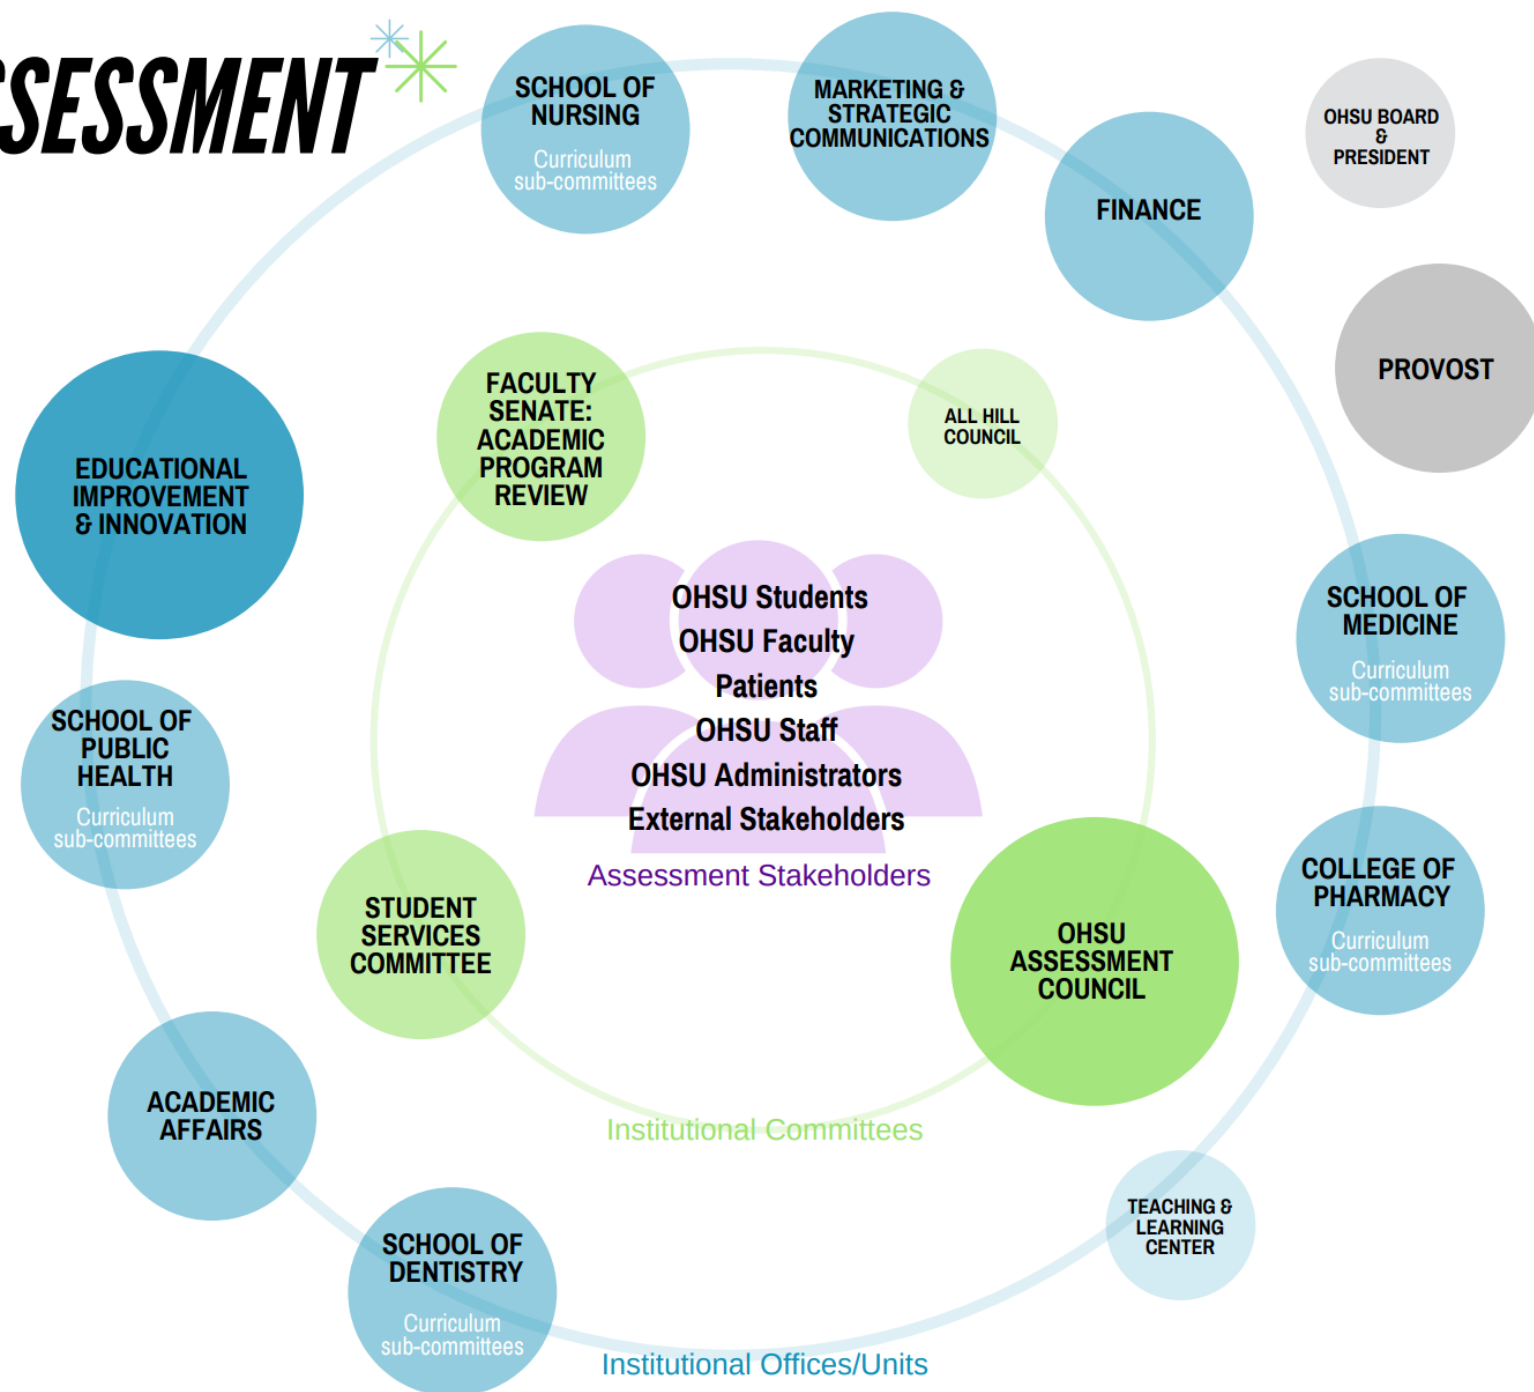 SSESSMENT
SCHOOL OF
NURSING
Curriculum
sub-committees
MARKETING &
STRATEGIC
COMMUNICATIONS
FINANCE
OHSU BOARD
&
PRESIDENT
PROVOST
EDUCATIONAL
IMPROVEMENT
& INNOVATION
FACULTY
SENATE:
ACADEMIC
PROGRAM
REVIEW
ALL HILL
COUNCIL
OHSU Students
OHSU Faculty
Patients
OHSU Staff
OHSU Administrators
External Stakeholders
Assessment Stakeholders
SCHOOL OF
MEDICINE
Curriculum
sub-committees
SCHOOL OF
PUBLIC
HEALTH
Curriculum
sub-committees
STUDENT
SERVICES
COMMITTEE
OHSU
ASSESSMENT
COUNCIL
COLLEGE OF
PHARMACY
Curriculum
sub-committees
ACADEMIC
AFFAIRS
Institutional Committees
TEACHING &
LEARNING
CENTER
SCHOOL OF
DENTISTRY
Curriculum
sub-committees
Institutional Offices/Units